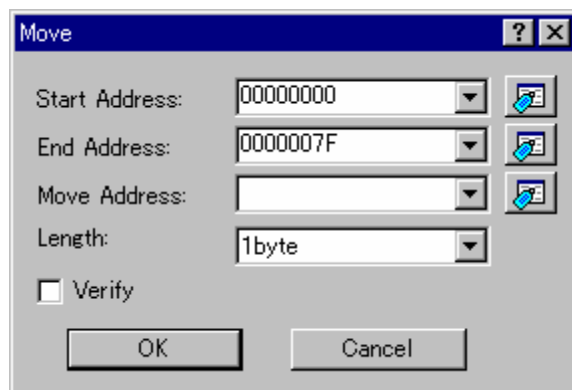 Move
Start Address: 00000000
End Address: 0000007F
Move Address:
Length: 1byte
Verify
OK Cancel